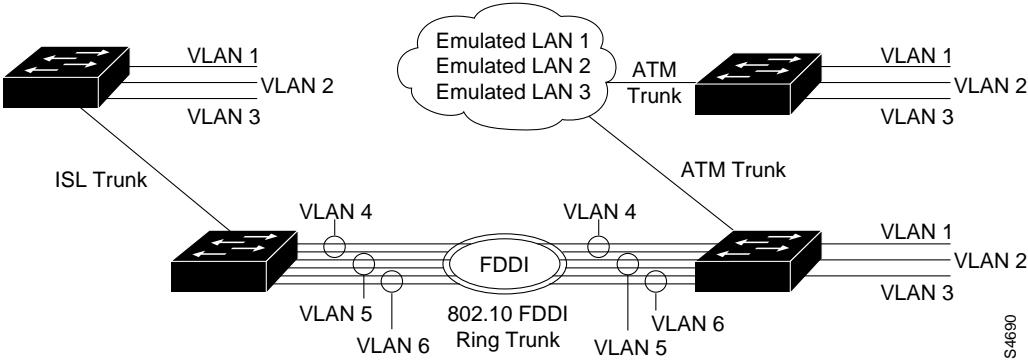 VLAN 1
VLAN 2
VLAN 3
Emulated LAN 1
Emulated LAN 2
Emulated LAN 3
ATM
Trunk
VLAN 1
VLAN 2
VLAN 3
ISL Trunk
ATM Trunk
VLAN 4
VLAN 4
FDDI
VLAN 1
VLAN 2
VLAN 3
VLAN 5
VLAN 6
802.10 FDDI
Ring Trunk
VLAN 5
VLAN 6
S4690